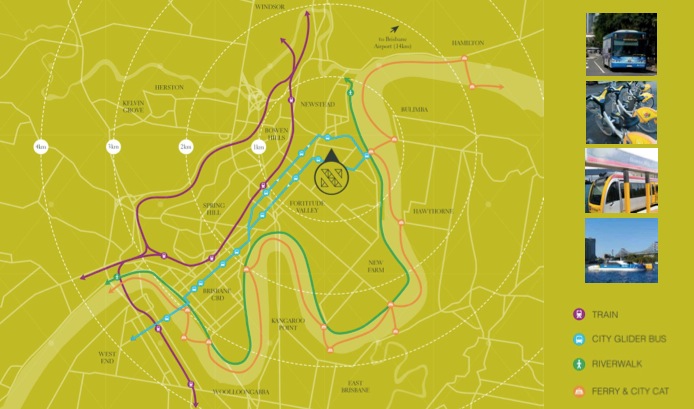 WINDSOR
to Brisbane
Airport (14km)
HAMILTON
HERSTON
KELVIN
GROVE
NEWSTEAD
BULIMBA
BOWEN
HILLS
4km
3km
2km
1km
SPRING
HILL
FORTITUDE
VALLEY
HAWTHORNE
NEW
FARM
BRISBANE
CBD
KANGAROO
POINT
WEST
END
EAST
BRISBANE
WOOLLOONGABBA
TRAIN
CITY GLIDER BUS
RIVERWALK
FERRY & CITY CAT